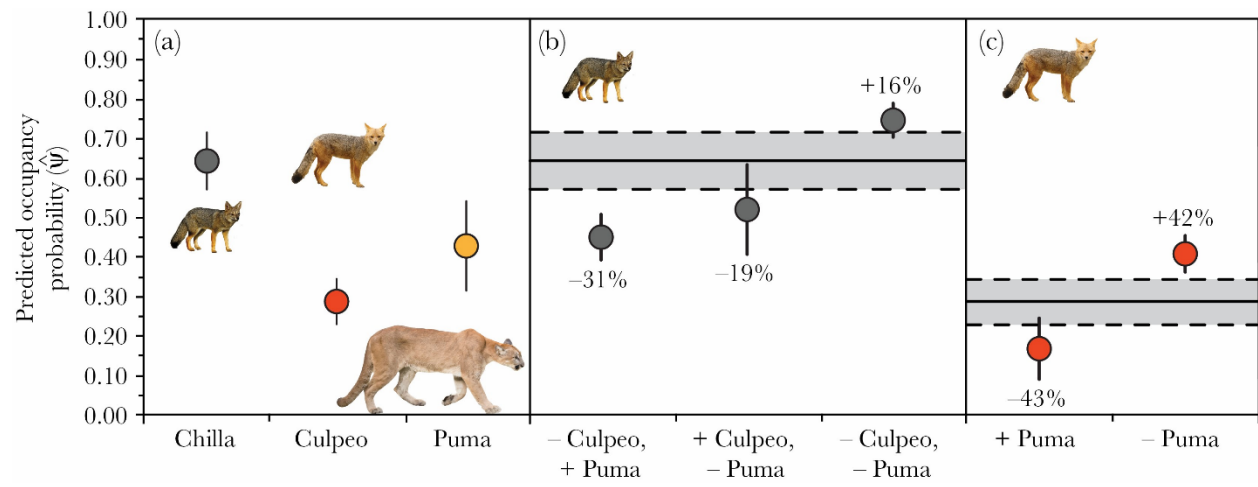 Predicted occupancy
probability (ψ̂)
1.00
0.90
0.80
0.70
0.60
0.50
0.40
0.30
0.20
0.10
0.00
(a)
Chilla
Culpeo
Puma
(b)
–31%
–19%
+16%
– Culpeo,
+ Puma
+ Culpeo,
– Puma
– Culpeo,
– Puma
(c)
–43%
+42%
+ Puma
– Puma